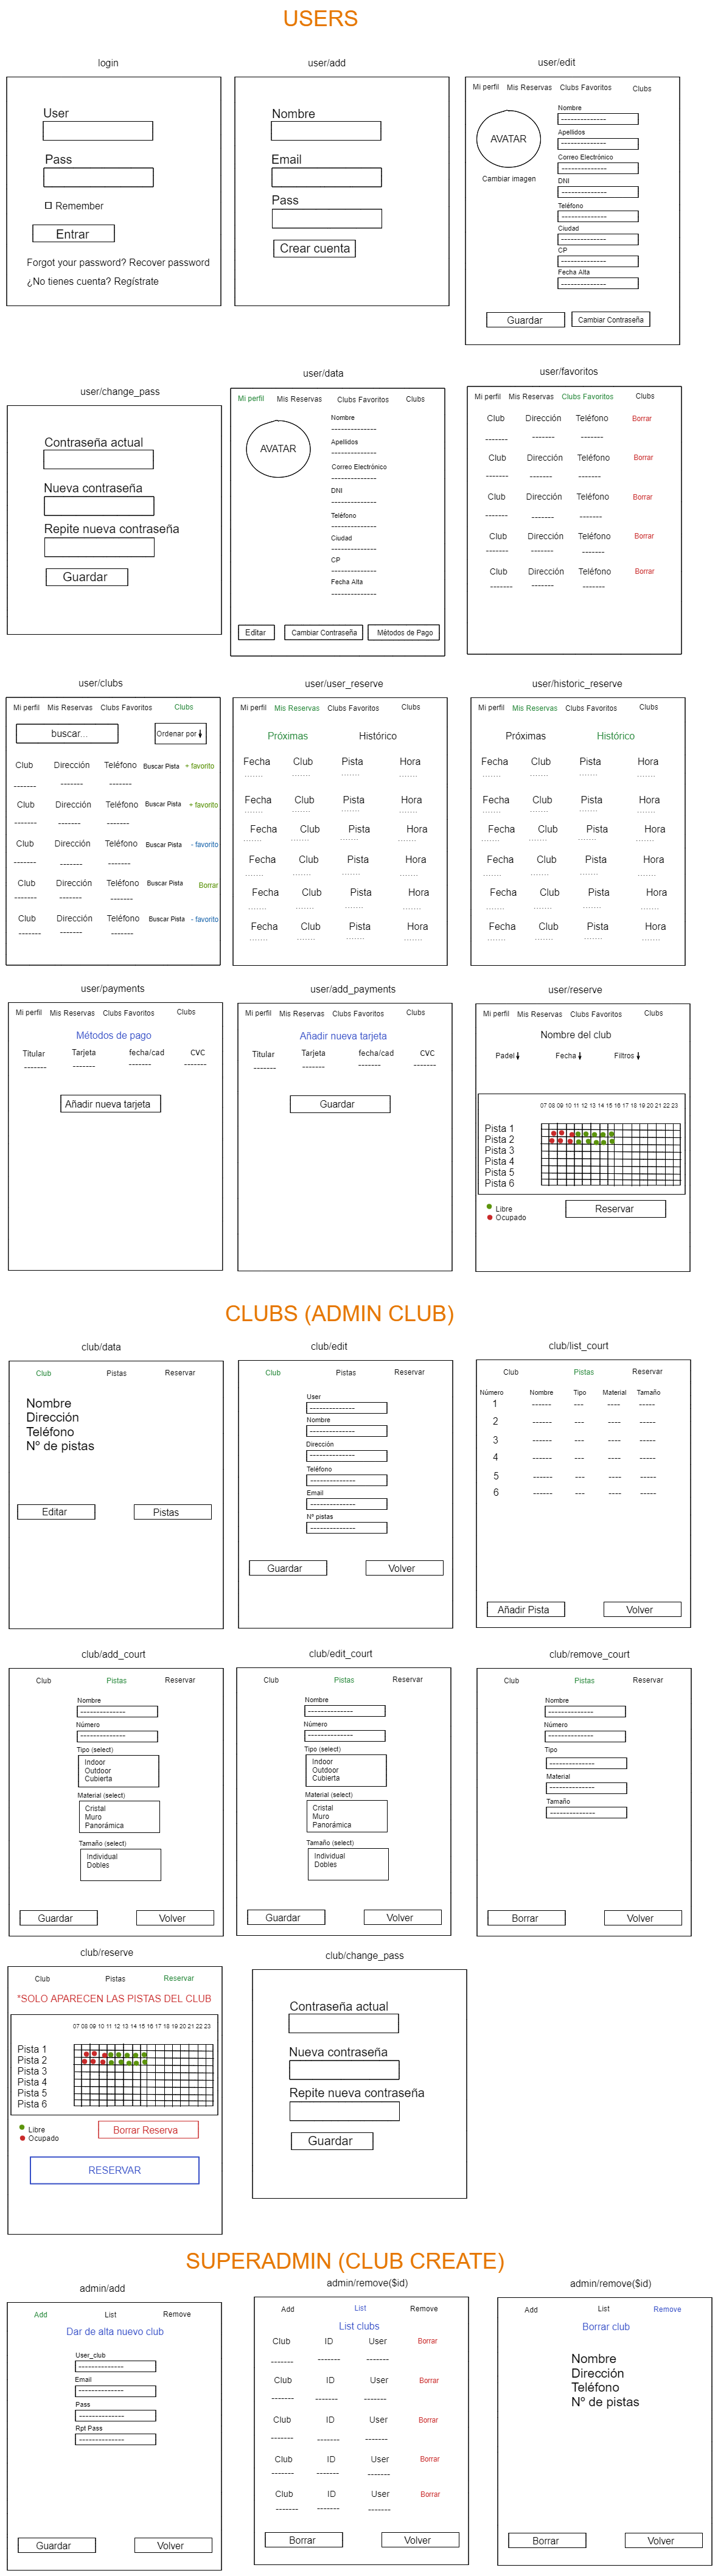 USERS
login
User
Pass
Remember
Entrar
Forgot your password? Recover password
¿No tienes cuenta? Regístrate
user/add
Nombre
Email
Pass
Crear cuenta
user/edit
Mi perfil Mis Reservas Clubs Favoritos Clubs
AVATAR
Cambiar imagen
Nombre
Apellidos
Correo Electrónico
DNI
Teléfono
Ciudad
CP
Fecha Alta
Guardar Cambiar Contraseña
user/change_pass
Contraseña actual
Nueva contraseña
Repite nueva contraseña
Guardar
user/data
Mi perfil Mis Reservas Clubs Favoritos Clubs
AVATAR
Nombre
Apellidos
Correo Electrónico
DNI
Teléfono
Ciudad
CP
Fecha Alta
Editar Cambiar Contraseña Métodos de Pago
user/favoritos
Mi perfil Mis Reservas Clubs Favoritos Clubs
Club Dirección Teléfono Borrar
Club Dirección Teléfono Borrar
Club Dirección Teléfono Borrar
Club Dirección Teléfono Borrar
Club Dirección Teléfono Borrar
user/clubs
Mi perfil Mis Reservas Clubs Favoritos Clubs
buscar... Ordenar por
Club Dirección Teléfono Buscar Pista + favorito
Club Dirección Teléfono Buscar Pista + favorito
Club Dirección Teléfono Buscar Pista - favorito
Club Dirección Teléfono Buscar Pista Borrar
Club Dirección Teléfono Buscar Pista - favorito
user/user_reserve
Mi perfil Mis Reservas Clubs Favoritos Clubs
Próximas Histórico
Fecha Club Pista Hora
Fecha Club Pista Hora
Fecha Club Pista Hora
Fecha Club Pista Hora
Fecha Club Pista Hora
Fecha Club Pista Hora
user/historic_reserve
Mi perfil Mis Reservas Clubs Favoritos Clubs
Próximas Histórico
Fecha Club Pista Hora
Fecha Club Pista Hora
Fecha Club Pista Hora
Fecha Club Pista Hora
Fecha Club Pista Hora
Fecha Club Pista Hora
user/payments
Mi perfil Mis Reservas Clubs Favoritos Clubs
Métodos de pago
Titular Tarjeta fecha/cad CVC
Añadir nueva tarjeta
user/add_payments
Mi perfil Mis Reservas Clubs Favoritos Clubs
Añadir nueva tarjeta
Titular Tarjeta fecha/cad CVC
Guardar
user/reserve
Mi perfil Mis Reservas Clubs Favoritos Clubs
Nombre del club
Padel Fecha Filtros
07 08 09 10 11 12 13 14 15 16 17 18 19 20 21 22 23
Pista 1
Pista 2
Pista 3
Pista 4
Pista 5
Pista 6
Libre
Ocupado
Reservar
CLUBS (ADMIN CLUB)
club/data
Club Pistas Reservar
Nombre
Dirección
Teléfono
Nº de pistas
Editar Pistas
club/edit
Club Pistas Reservar
User
Nombre
Dirección
Teléfono
Email
Nº pistas
Guardar Volver
club/list_court
Club Pistas Reservar
Número Nombre Tipo Material Tamaño
1
2
3
4
5
6
Añadir Pista Volver
club/add_court
Club Pistas Reservar
Nombre
Número
Tipo (select)
Indoor
Outdoor
Cubierta
Material (select)
Cristal
Muro
Panorámica
Tamaño (select)
Individual
Dobles
Guardar Volver
club/edit_court
Club Pistas Reservar
Nombre
Número
Tipo (select)
Indoor
Outdoor
Cubierta
Material (select)
Cristal
Muro
Panorámica
Tamaño (select)
Individual
Dobles
Guardar Volver
club/remove_court
Club Pistas Reservar
Nombre
Número
Tipo
Material
Tamaño
Borrar Volver
club/reserve
Club Pistas Reservar
*SOLO APARECEN LAS PISTAS DEL CLUB
07 08 09 10 11 12 13 14 15 16 17 18 19 20 21 22 23
Pista 1
Pista 2
Pista 3
Pista 4
Pista 5
Pista 6
Libre
Ocupado
Borrar Reserva
RESERVAR
club/change_pass
Contraseña actual
Nueva contraseña
Repite nueva contraseña
Guardar
SUPERADMIN (CLUB CREATE)
admin/add
Add List Remove
Dar de alta nuevo club
User_club
Email
Pass
Rpt Pass
Guardar Volver
admin/remove($id)
Add List Remove
List clubs
Club ID User Borrar
Club ID User Borrar
Club ID User Borrar
Club ID User Borrar
Club ID User Borrar
Borrar Volver
admin/remove($id)
Add List Remove
Borrar club
Nombre
Dirección
Teléfono
Nº de pistas
Borrar Volver